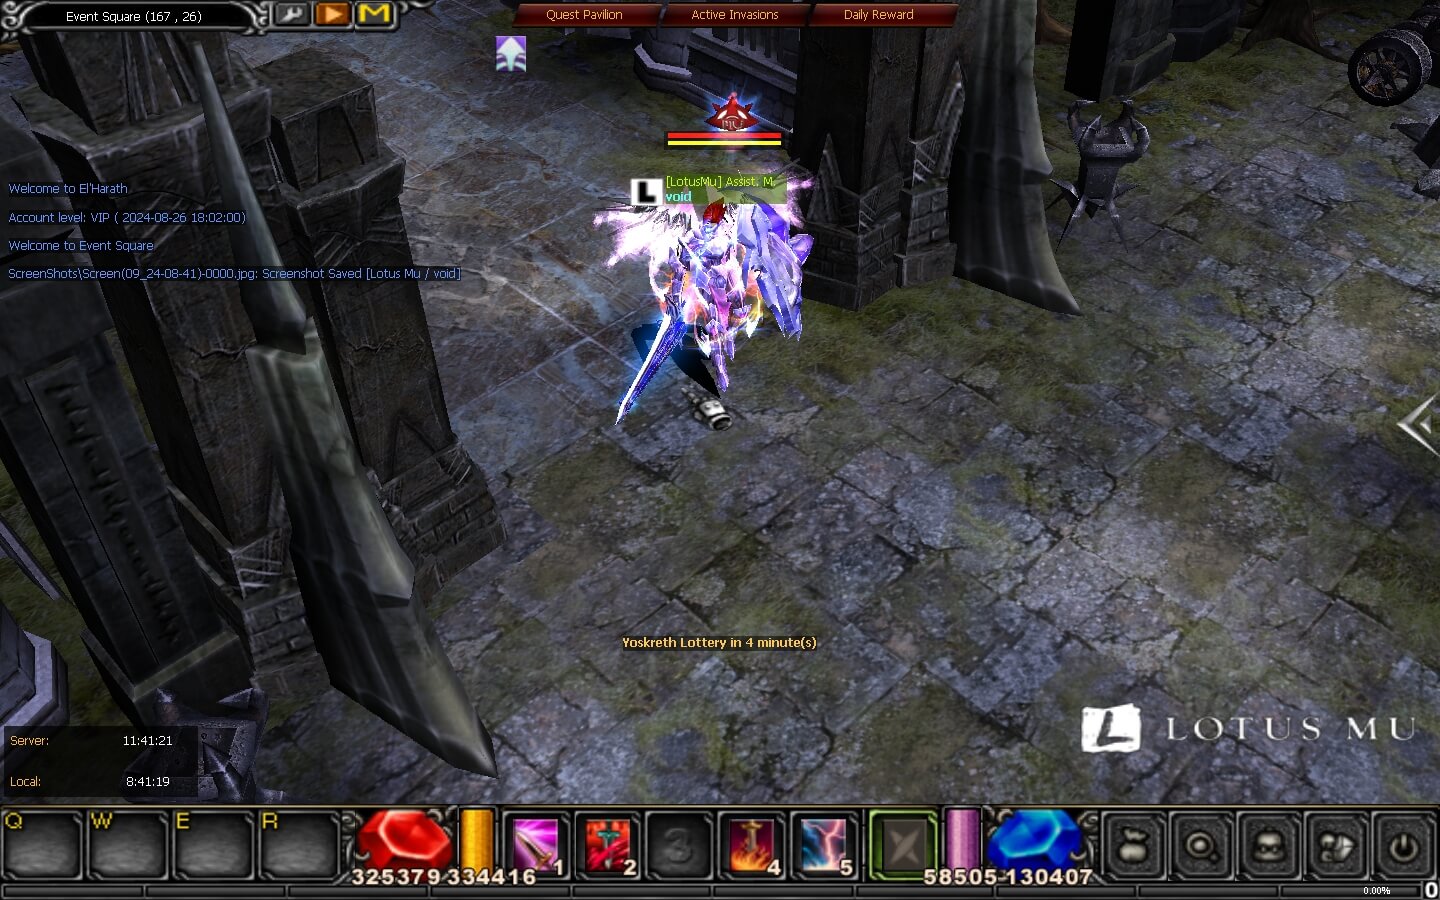 Event Square (167 , 26)
Quest Pavilion
Active Invasions
Daily Reward
[LotusMu] Assist. M.
void
Welcome to El'Harath
Account level: VIP ( 2024-08-26 18:02:00)
Welcome to Event Square
ScreenShots\Screen(09_24-08-41)-0000.jpg: Screenshot Saved [Lotus Mu / void]
Yoskreth Lottery in 4 minute(s)
L LOTUS MU
Server: 11:41:21
Local: 8:41:19
Q W E R
1 2 3 4 5
325379 334416 58505 130407
0.00% 0